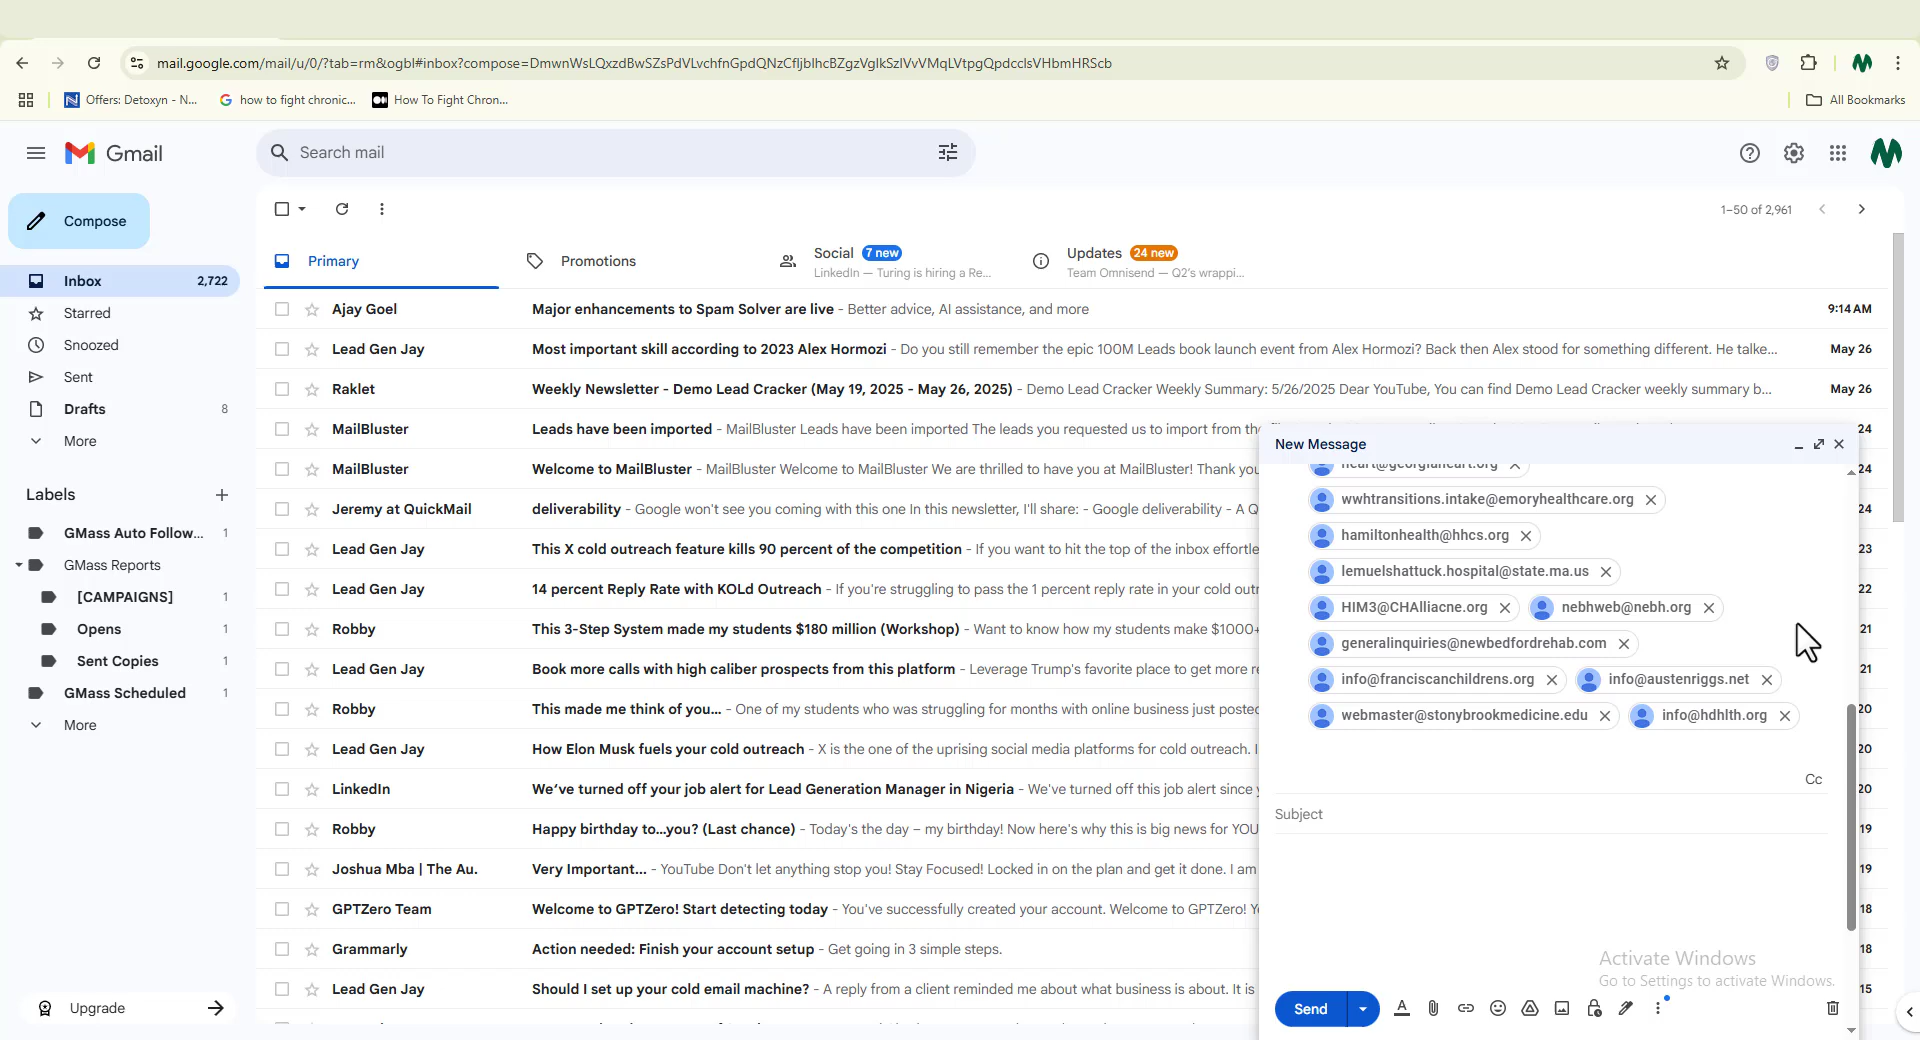 mail.google.com/mail/u/0/?tab=rm&ogbl#inbox?compose=DmwnWsLQxzdBwSZsPdVLvchfnGpdQNzCfljblhcBZgzVglkSzlVvVMqLVtpgQpdcclsVHbmHRScb
Offers: Detoxyn - N...
how to fight chronic...
How To Fight Chron...
All Bookmarks
Gmail
Search mail
Compose
1–50 of 2,961
Primary
Promotions
Social 7 new
LinkedIn — Turing is hiring a Re...
Updates 24 new
Team Omnisend — Q2's wrappi...
Inbox 2,722
Starred
Snoozed
Sent
Drafts 8
More
Labels
GMass Auto Follow... 1
GMass Reports
[CAMPAIGNS] 1
Opens 1
Sent Copies 1
GMass Scheduled 1
More
Upgrade
Ajay Goel Major enhancements to Spam Solver are live - Better advice, AI assistance, and more 9:14 AM
Lead Gen Jay Most important skill according to 2023 Alex Hormozi - Do you still remember the epic 100M Leads book launch event from Alex Hormozi? Back then Alex stood for something different. He talke... May 26
Raklet Weekly Newsletter - Demo Lead Cracker (May 19, 2025 - May 26, 2025) - Demo Lead Cracker Weekly Summary: 5/26/2025 Dear YouTube, You can find Demo Lead Cracker weekly summary b... May 26
MailBluster Leads have been imported - MailBluster Leads have been imported The leads you requested us to import from the 24
MailBluster Welcome to MailBluster - MailBluster Welcome to MailBluster We are thrilled to have you at MailBluster! Thank you 24
Jeremy at QuickMail deliverability - Google won't see you coming with this one In this newsletter, I'll share: - Google deliverability - A Q 24
Lead Gen Jay This X cold outreach feature kills 90 percent of the competition - If you want to hit the top of the inbox effortle 23
Lead Gen Jay 14 percent Reply Rate with KOLd Outreach - If you're struggling to pass the 1 percent reply rate in your cold out 22
Robby This 3-Step System made my students $180 million (Workshop) - Want to know how my students make $1000+ 21
Lead Gen Jay Book more calls with high caliber prospects from this platform - Leverage Trump's favorite place to get more re 21
Robby This made me think of you... - One of my students who was struggling for months with online business just poste 20
Lead Gen Jay How Elon Musk fuels your cold outreach - X is the one of the uprising social media platforms for cold outreach. I 20
LinkedIn We've turned off your job alert for Lead Generation Manager in Nigeria - We've turned off this job alert since 20
Robby Happy birthday to...you? (Last chance) - Today's the day – my birthday! Now here's why this is big news for YOU 19
Joshua Mba | The Au. Very Important... - YouTube Don't let anything stop you! Stay Focused! Locked in on the plan and get it done. I am 19
GPTZero Team Welcome to GPTZero! Start detecting today - You've successfully created your account. Welcome to GPTZero! 18
Grammarly Action needed: Finish your account setup - Get going in 3 simple steps. 18
Lead Gen Jay Should I set up your cold email machine? - A reply from a client reminded me about what business is about. It is 15
New Message
heart@georgiaheart.org
wwhtransitions.intake@emoryhealthcare.org
hamiltonhealth@hhcs.org
lemuelshattuck.hospital@state.ma.us
HIM3@CHAlliacne.org nebhweb@nebh.org
generalinquiries@newbedfordrehab.com
info@franciscanchildrens.org info@austenriggs.net
webmaster@stonybrookmedicine.edu info@hdhlth.org
Cc
Subject
Activate Windows
Go to Settings to activate Windows.
Send